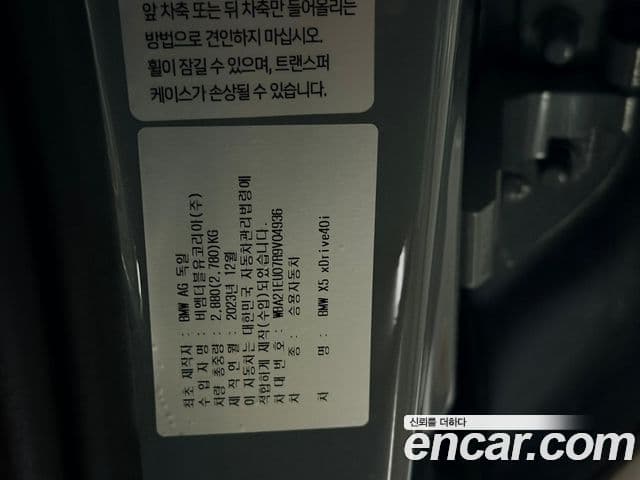 앞 차축 또는 뒤 차축만 들어올리는
방법으로 견인하지 마십시오.
휠이 잠길 수 있으며, 트랜스퍼
케이스가 손상될 수 있습니다.
최초 제작자 : BMW AG 독일
수 입 자 명 : 비엠더블유코리아(주)
차량 총중량 : 2,880(2,780)KG
제 작 연 월 : 2023년 12월
이 자동차는 대한민국 자동차관리법령에
적합하게 제작(수입)되었습니다.
차 대 번 호 : WBA21EU07R9V04936
차 종 : 승용자동차
차 명 : BMW X5 xDrive40i
신뢰를 더하다
encar.com